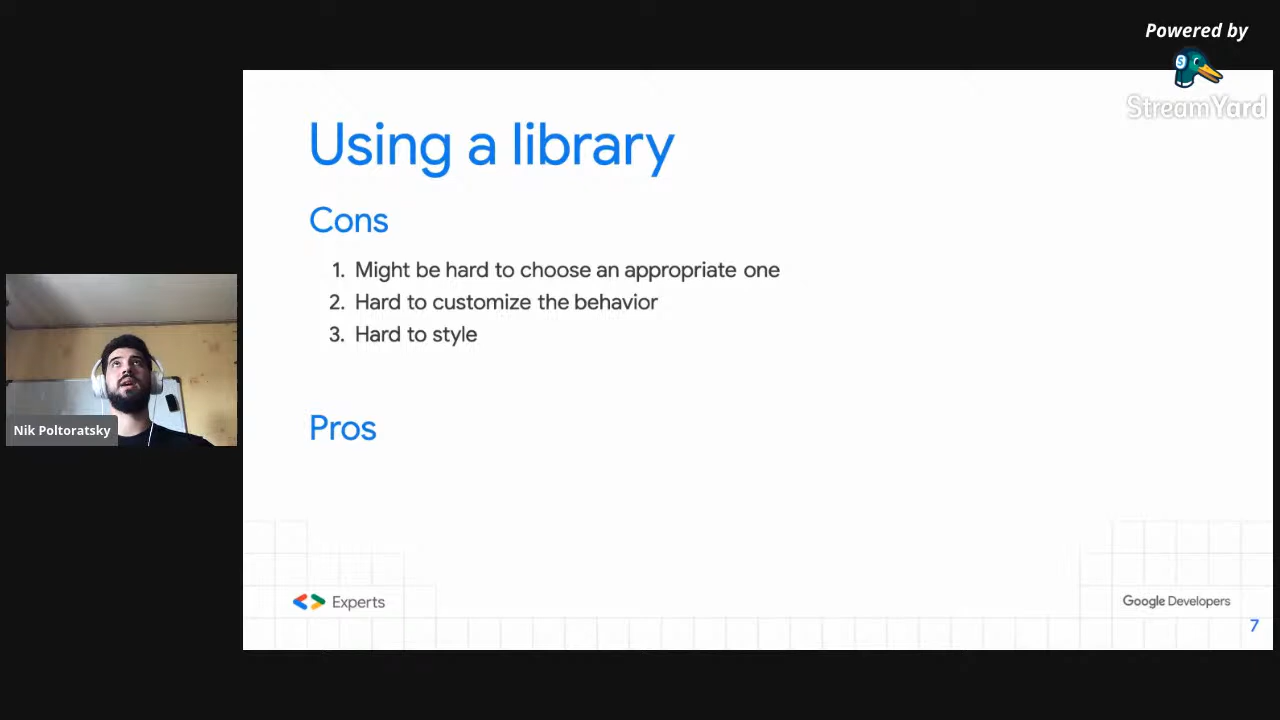 Powered by
StreamYard
Using a library
Cons
1. Might be hard to choose an appropriate one
2. Hard to customize the behavior
3. Hard to style
Nik Poltoratsky
Pros
Experts
Google Developers
7